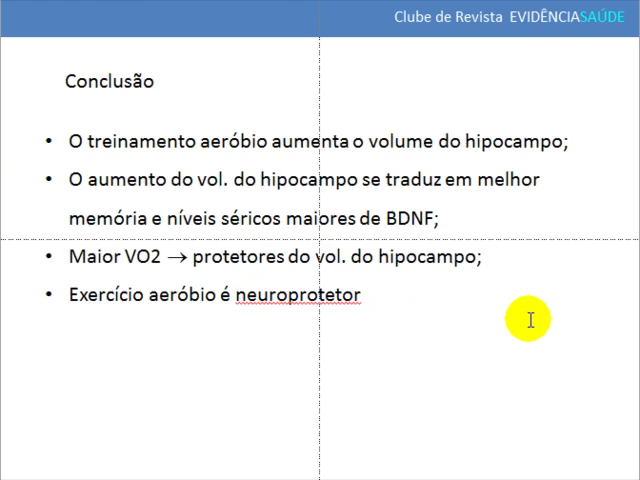 Clube de Revista EVIDÊNCIASAÚDE
Conclusão
• O treinamento aeróbio aumenta o volume do hipocampo;
• O aumento do vol. do hipocampo se traduz em melhor
memória e níveis séricos maiores de BDNF;
• Maior VO2 → protetores do vol. do hipocampo;
• Exercício aeróbio é neuroprotetor